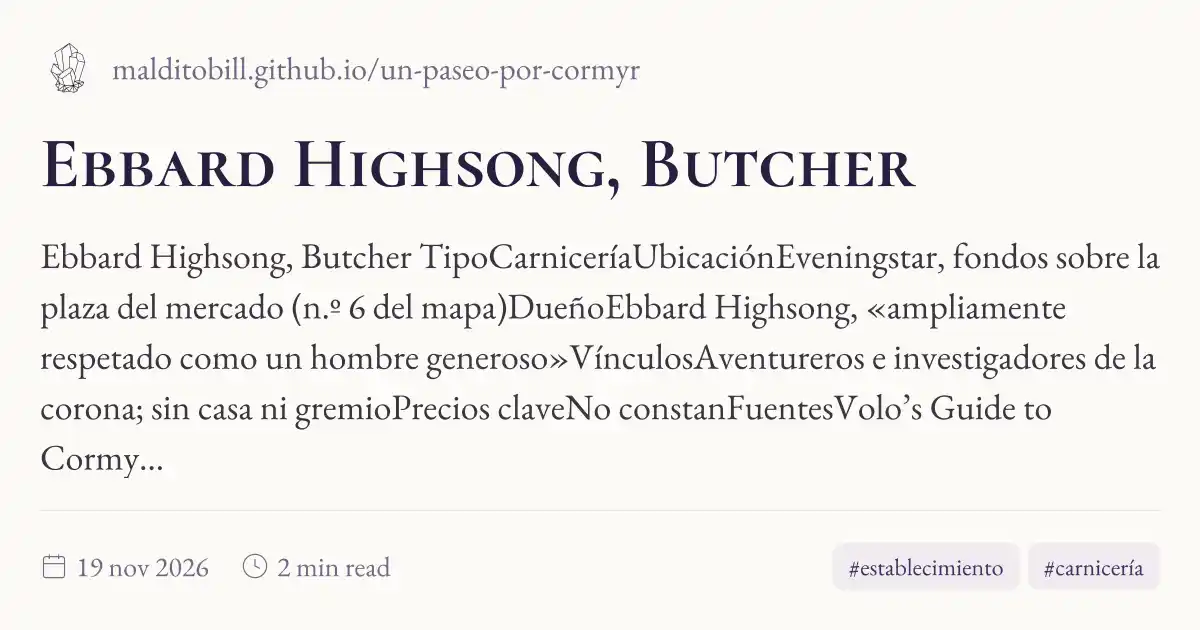 malditobill.github.io/un-paseo-por-cormyr
Ebbard Highsong, Butcher
Ebbard Highsong, Butcher TipoCarniceríaUbicaciónEveningstar, fondos sobre la
plaza del mercado (n.º 6 del mapa)DueñoEbbard Highsong, «ampliamente
respetado como un hombre generoso»VínculosAventureros e investigadores de la
corona; sin casa ni gremioPrecios claveNo constanFuentesVolo’s Guide to
Cormy...
19 nov 2026
2 min read
#establecimiento
#carnicería